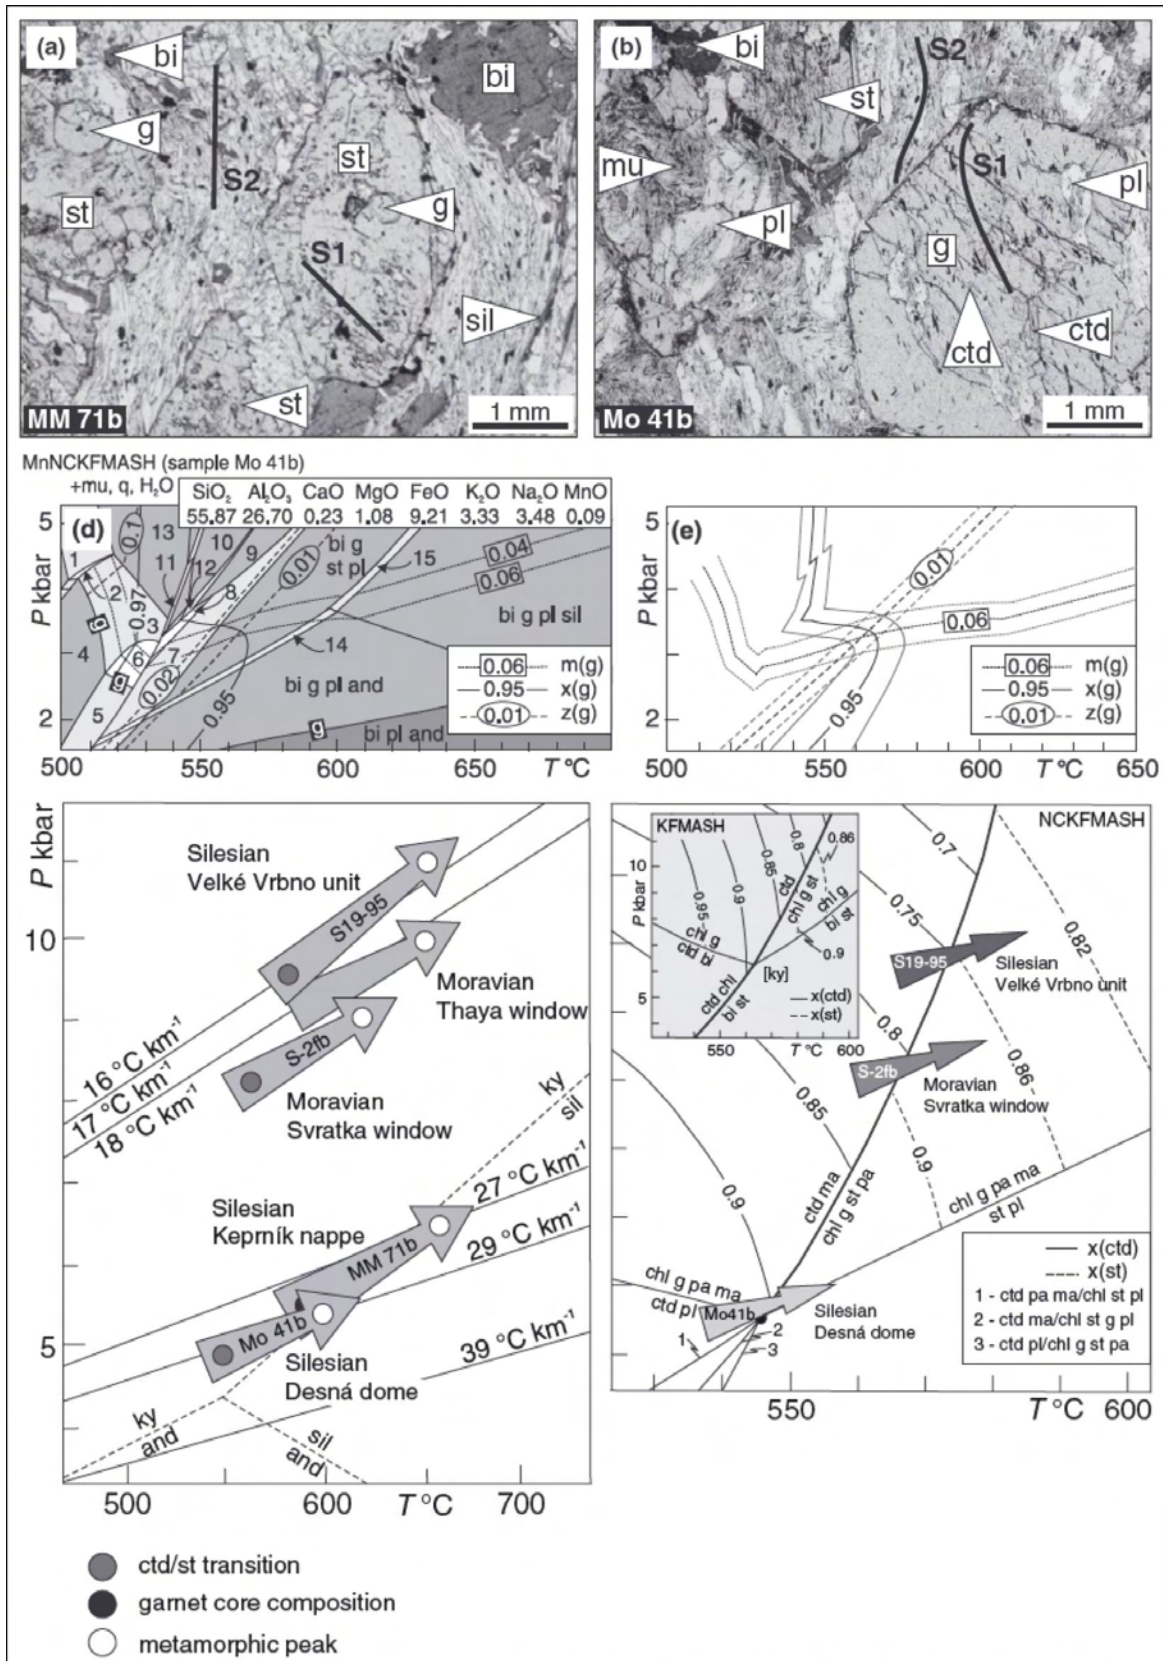 (a)
bi
bi
g
S2
st
st
g
S1
sil
st
MM 71b
1 mm
(b)
bi
S2
st
mu
S1
pl
pl
g
ctd
ctd
Mo 41b
1 mm
MnNCKFMASH (sample Mo 41b)
+mu, q, H₂O
SiO₂ Al₂O₃ CaO MgO FeO K₂O Na₂O MnO
55.87 26.70 0.23 1.08 9.21 3.33 3.48 0.09
(d)
5
P kbar
2
1
2
3
4
5
6
7
8
9
10
11
12
13
14
15
0.1
0.97
0.02
0.01
0.95
0.04
0.06
g
g
g
bi g
st pl
bi g pl sil
bi g pl and
bi pl and
0.06 m(g)
0.95 x(g)
0.01 z(g)
500 550 600 650 T °C
(e)
5
P kbar
2
0.01
0.06
0.95
0.06 m(g)
0.95 x(g)
0.01 z(g)
500 550 600 650
T °C
P kbar
10
5
Silesian
Velké Vrbno unit
S19-95
Moravian
Thaya window
S-2fb
Moravian
Svratka window
16 °C km⁻¹
17 °C km⁻¹
18 °C km⁻¹
ky
sil
27 °C km⁻¹
29 °C km⁻¹
39 °C km⁻¹
Silesian
Keprník nappe
MM 71b
Mo 41b
Silesian
Desná dome
ky
and
sil
and
500 600 T °C 700
ctd/st transition
garnet core composition
metamorphic peak
KFMASH
P kbar
10
5
0.95
0.9
0.85
0.8
0.86
0.9
ctd
chl g st
chl g
bi st
chl g
ctd bi
[ky]
ctd chl
bi st
x(ctd)
x(st)
550 T °C 600
NCKFMASH
0.7
0.75
0.82
0.8
0.86
0.85
0.9
0.9
S19-95
Silesian
Velké Vrbno unit
S-2fb
Moravian
Svratka window
ctd ma
chl g st pa
chl g pa ma
st pl
chl g pa ma
ctd pl
Mo41b
Silesian
Desná dome
1
2
3
x(ctd)
x(st)
1 - ctd pa ma/chl st pl
2 - ctd ma/chl st g pl
3 - ctd pl/chl g st pa
550 T °C 600